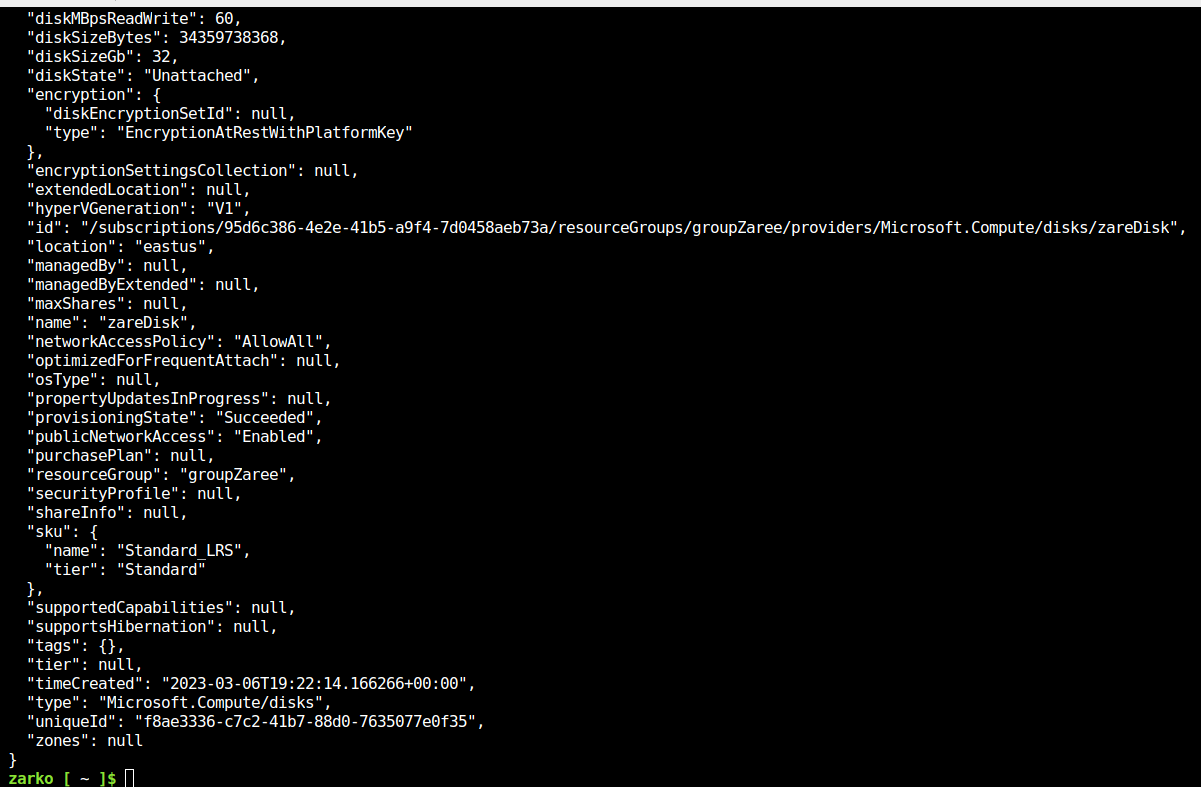 "diskMBpsReadWrite": 60,
"diskSizeBytes": 34359738368,
"diskSizeGb": 32,
"diskState": "Unattached",
"encryption": {
"diskEncryptionSetId": null,
"type": "EncryptionAtRestWithPlatformKey"
},
"encryptionSettingsCollection": null,
"extendedLocation": null,
"hyperVGeneration": "V1",
"id": "/subscriptions/95d6c386-4e2e-41b5-a9f4-7d0458aeb73a/resourceGroups/groupZaree/providers/Microsoft.Compute/disks/zareDisk",
"location": "eastus",
"managedBy": null,
"managedByExtended": null,
"maxShares": null,
"name": "zareDisk",
"networkAccessPolicy": "AllowAll",
"optimizedForFrequentAttach": null,
"osType": null,
"propertyUpdatesInProgress": null,
"provisioningState": "Succeeded",
"publicNetworkAccess": "Enabled",
"purchasePlan": null,
"resourceGroup": "groupZaree",
"securityProfile": null,
"shareInfo": null,
"sku": {
"name": "Standard_LRS",
"tier": "Standard"
},
"supportedCapabilities": null,
"supportsHibernation": null,
"tags": {},
"tier": null,
"timeCreated": "2023-03-06T19:22:14.166266+00:00",
"type": "Microsoft.Compute/disks",
"uniqueId": "f8ae3336-c7c2-41b7-88d0-7635077e0f35",
"zones": null
}
zarko [ ~ ]$